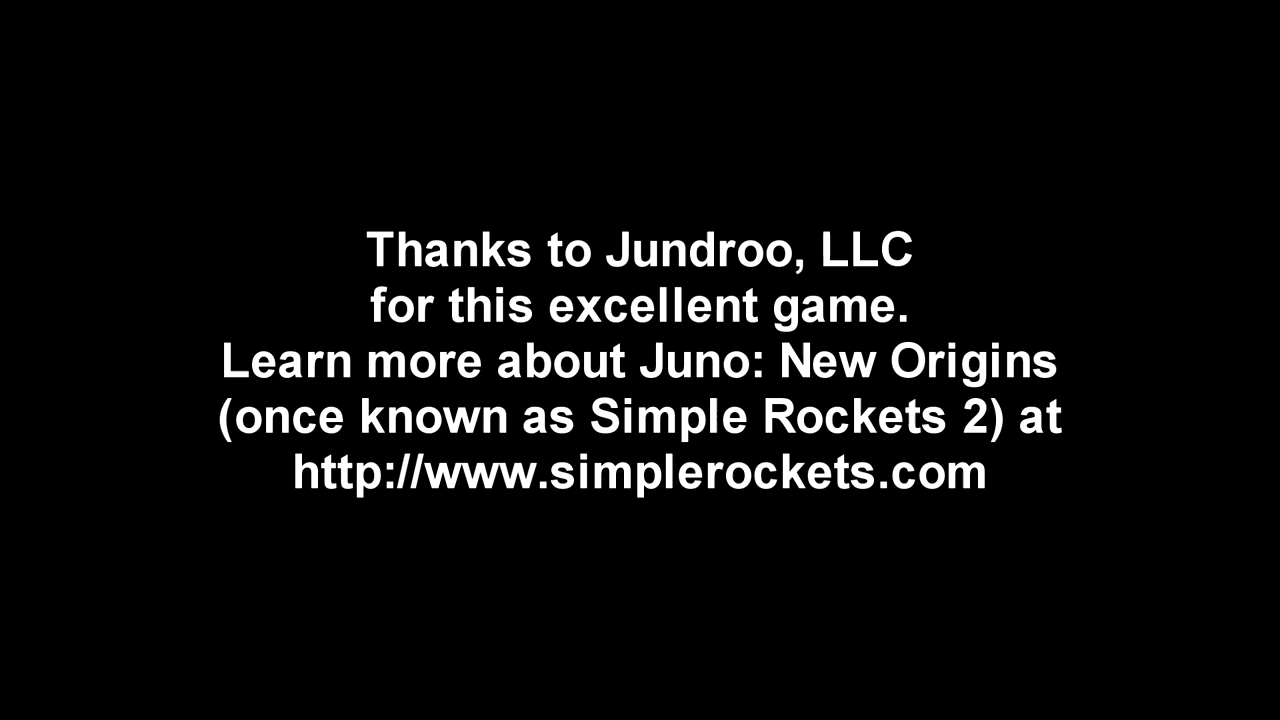 Thanks to Jundroo, LLC
for this excellent game.
Learn more about Juno: New Origins
(once known as Simple Rockets 2) at
http://www.simplerockets.com